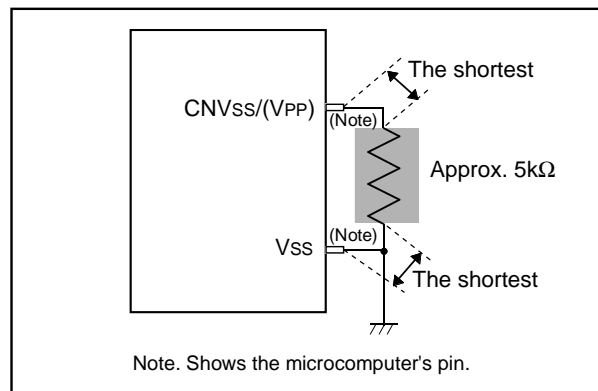 The shortest
CNVSS/(VPP)
(Note)
Approx. 5kΩ
(Note)
VSS
The shortest
Note. Shows the microcomputer's pin.